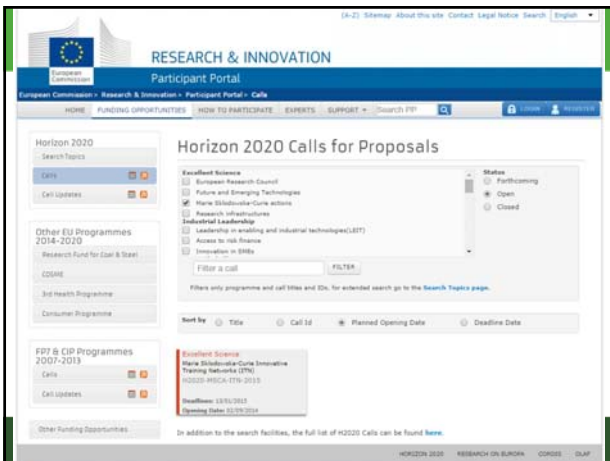 (A-Z) Sitemap About this site Contact Legal Notice Search English
European
Commission
RESEARCH & INNOVATION
Participant Portal
European Commission > Research & Innovation > Participant Portal > Calls
HOME FUNDING OPPORTUNITIES HOW TO PARTICIPATE EXPERTS SUPPORT Search PP LOGIN REGISTER
Horizon 2020
Search Topics
Calls
Call Updates
Other EU Programmes
2014-2020
Research Fund for Coal & Steel
COSME
3rd Health Programme
Consumer Programme
FP7 & CIP Programmes
2007-2013
Calls
Call Updates
Other Funding Opportunities
Horizon 2020 Calls for Proposals
Excellent Science
European Research Council
Future and Emerging Technologies
Marie Sklodowska-Curie actions
Research Infrastructures
Industrial Leadership
Leadership in enabling and industrial technologies(LEIT)
Access to risk finance
Innovation in SMEs
Status
Forthcoming
Open
Closed
Filter a call FILTER
Filters only programme and call titles and IDs, for extended search go to the Search Topics page.
Sort by Title Call Id Planned Opening Date Deadline Date
Excellent Science
Marie Skłodowska-Curie Innovative
Training Networks (ITN)
H2020-MSCA-ITN-2015
Deadlines: 13/01/2015
Opening Date: 02/09/2014
In addition to the search facilities, the full list of H2020 Calls can be found here.
HORIZON 2020 RESEARCH ON EUROPA CORDIS OLAF